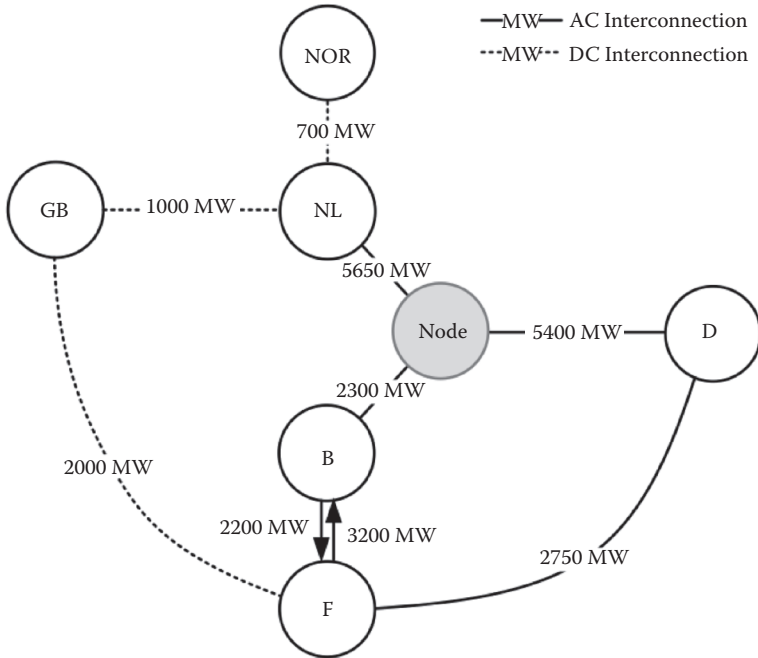 NOR
MW AC Interconnection
MW DC Interconnection
700 MW
GB
1000 MW
NL
5650 MW
Node
5400 MW
D
2300 MW
B
2000 MW
2200 MW
3200 MW
2750 MW
F